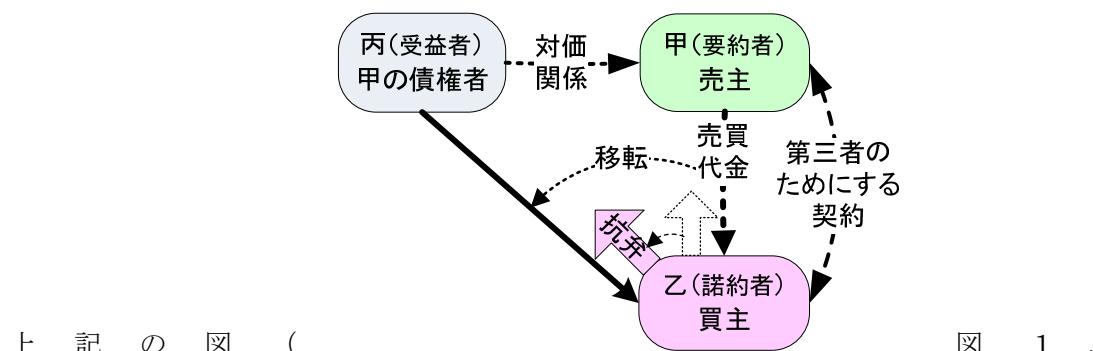 丙(受益者)
甲の債権者
対価
関係
甲(要約者)
売主
売買
代金
移転
第三者の
ためにする
契約
抗弁
乙(諾約者)
買主
上記の図(
図1.